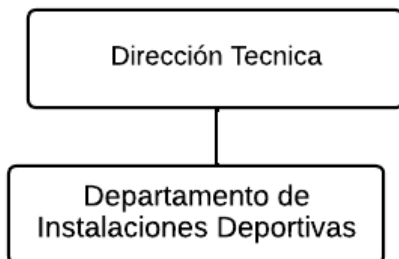 Dirección Tecnica
Departamento de
Instalaciones Deportivas